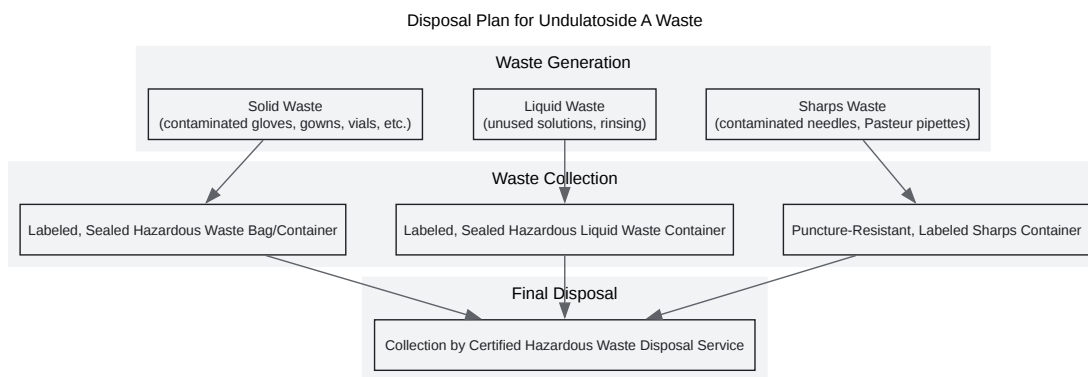 Disposal Plan for Undulatoside A Waste
Waste Generation
Solid Waste
(contaminated gloves, gowns, vials, etc.)
Liquid Waste
(unused solutions, rinsing)
Sharps Waste
(contaminated needles, Pasteur pipettes)
Waste Collection
Labeled, Sealed Hazardous Waste Bag/Container
Labeled, Sealed Hazardous Liquid Waste Container
Puncture-Resistant, Labeled Sharps Container
Final Disposal
Collection by Certified Hazardous Waste Disposal Service